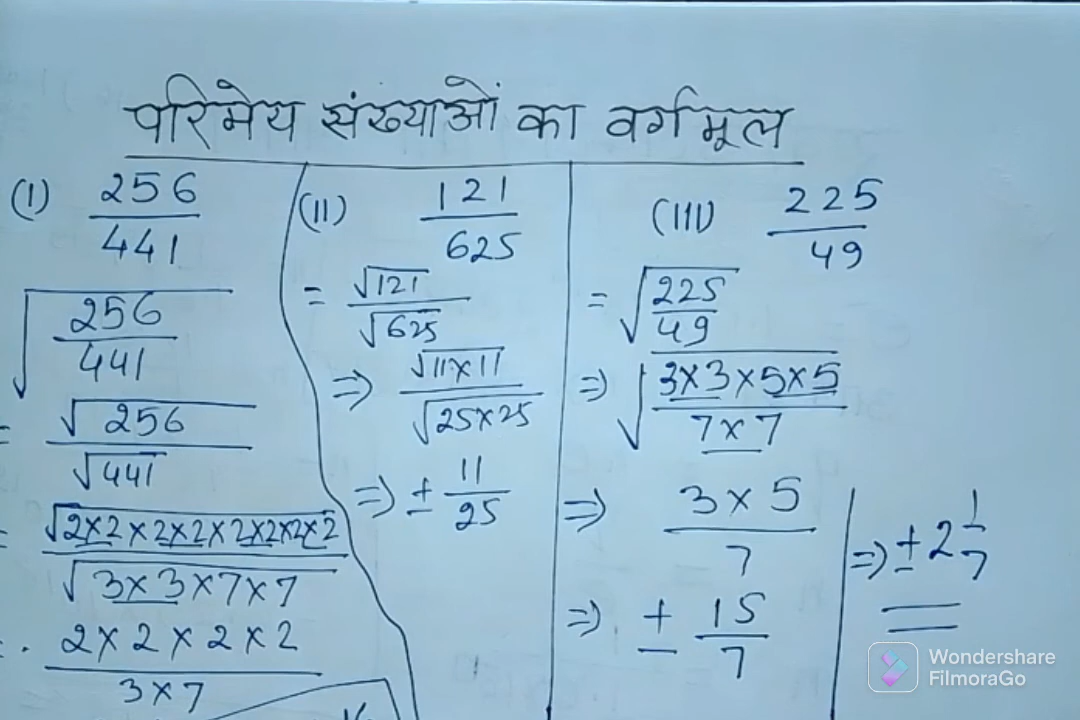 परिमेय संख्याओं का वर्गमूल
(I) 256/441
√256/441
= √256/√441
= √2×2×2×2×2×2×2×2/√3×3×7×7
2×2×2×2/3×7
(II) 121/625
= √121/√625
⇒ √11×11/√25×25
⇒ ± 11/25
(III) 225/49
= √225/49
⇒ √3×3×5×5/7×7
⇒ 3×5/7
⇒ ± 15/7
⇒ ±2 1/7
Wondershare
FilmoraGo